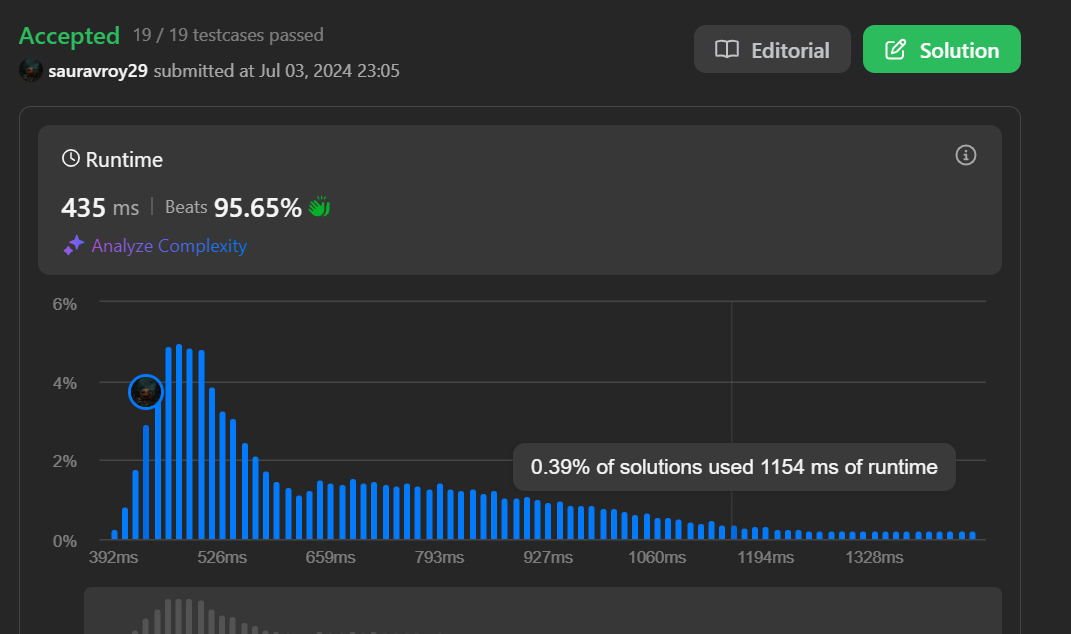 Accepted 19 / 19 testcases passed
Editorial
Solution
sauravroy29 submitted at Jul 03, 2024 23:05
Runtime
435 ms | Beats 95.65%
Analyze Complexity
6%
4%
2%
0%
0.39% of solutions used 1154 ms of runtime
392ms 526ms 659ms 793ms 927ms 1060ms 1194ms 1328ms